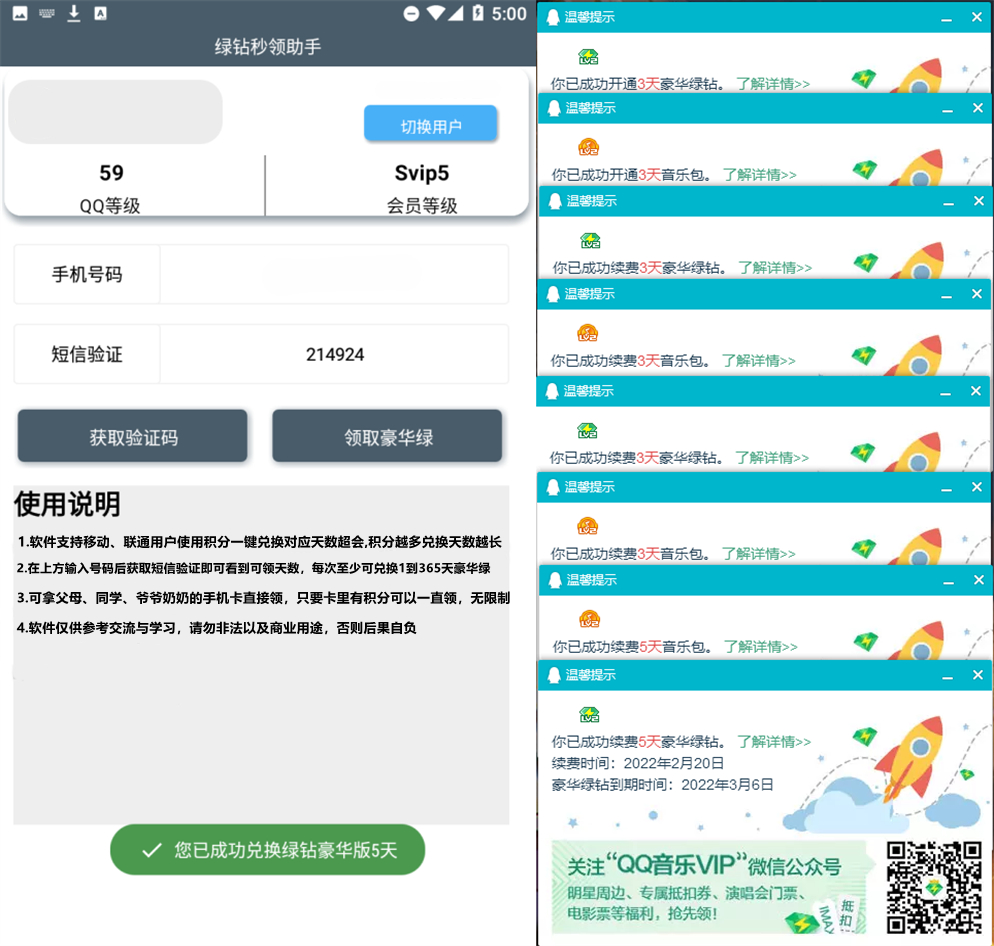 5:00
绿钻秒领助手
切换用户
59
Svip5
QQ等级
会员等级
手机号码
短信验证
214924
获取验证码
领取豪华绿
使用说明
1.软件支持移动、联通用户使用积分一键兑换对应天数超会,积分越多兑换天数越长
2.在上方输入号码后获取短信验证即可看到可领天数，每次至少可兑换1到365天豪华绿
3.可拿父母、同学、爷爷奶奶的手机卡直接领，只要卡里有积分可以一直领，无限制
4.软件仅供参考交流与学习，请勿非法以及商业用途，否则后果自负
您已成功兑换绿钻豪华版5天
温馨提示
LV2
你已成功开通3天豪华绿钻。 了解详情>>
温馨提示
LV2
你已成功开通3天音乐包。 了解详情>>
温馨提示
LV2
你已成功续费3天豪华绿钻。 了解详情>>
温馨提示
LV2
你已成功续费3天音乐包。 了解详情>>
温馨提示
LV2
你已成功续费3天豪华绿钻。 了解详情>>
温馨提示
LV2
你已成功续费3天音乐包。 了解详情>>
温馨提示
LV2
你已成功续费5天音乐包。 了解详情>>
温馨提示
LV2
你已成功续费5天豪华绿钻。 了解详情>>
续费时间：2022年2月20日
豪华绿钻到期时间：2022年3月6日
关注“QQ音乐VIP”微信公众号
明星周边、专属抵扣券、演唱会门票、
电影票等福利，抢先领！
IMAX
抵扣